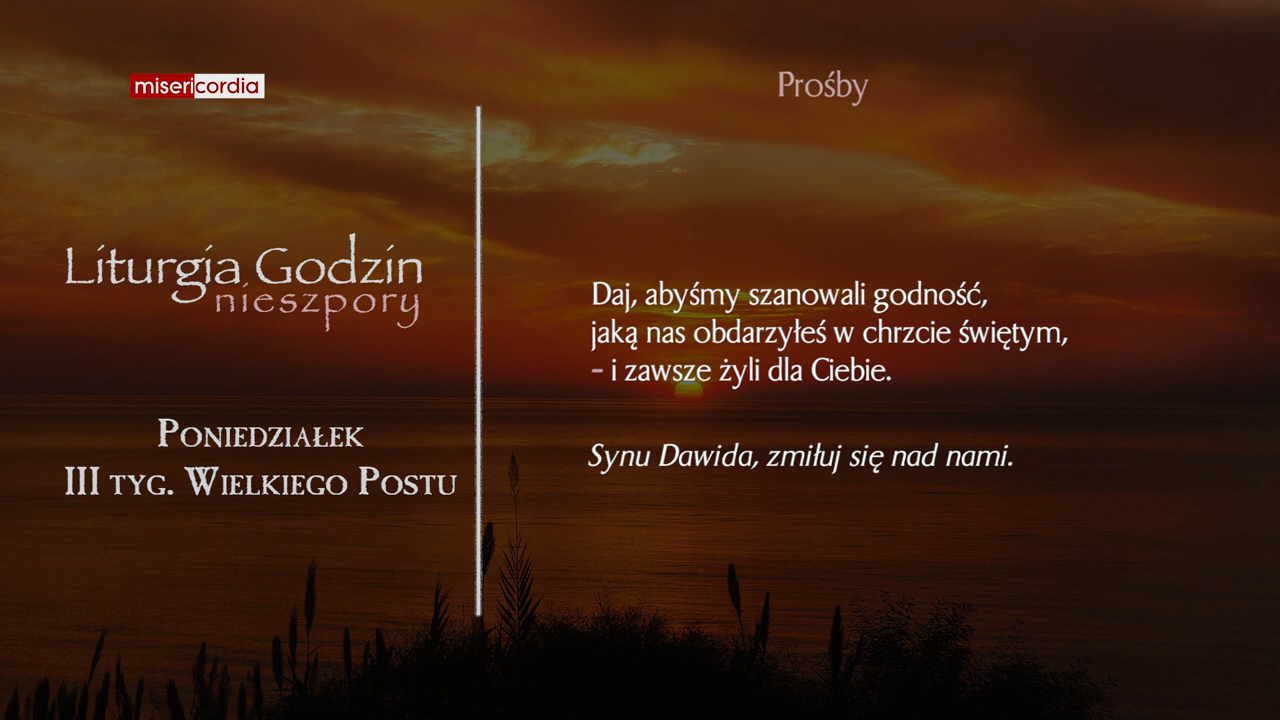 misericordia
Prośby
Liturgia Godzin
nieszpory
Poniedziałek
III tyg. Wielkiego Postu
Daj, abyśmy szanowali godność,
jaką nas obdarzyłeś w chrzcie świętym,
– i zawsze żyli dla Ciebie.
Synu Dawida, zmiłuj się nad nami.